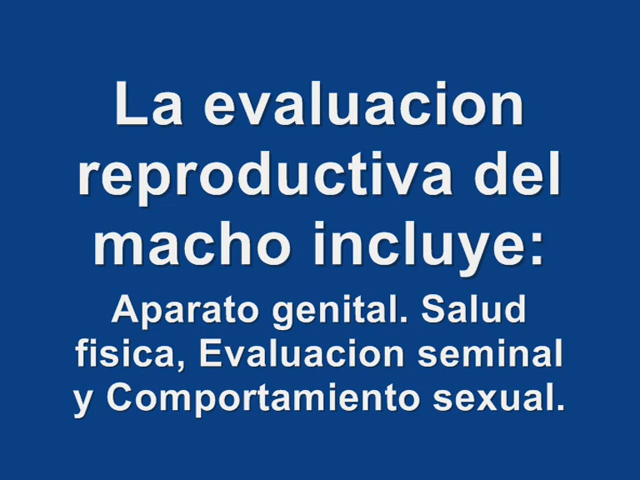 La evaluacion
reproductiva del
macho incluye:
Aparato genital. Salud
fisica, Evaluacion seminal
y Comportamiento sexual.